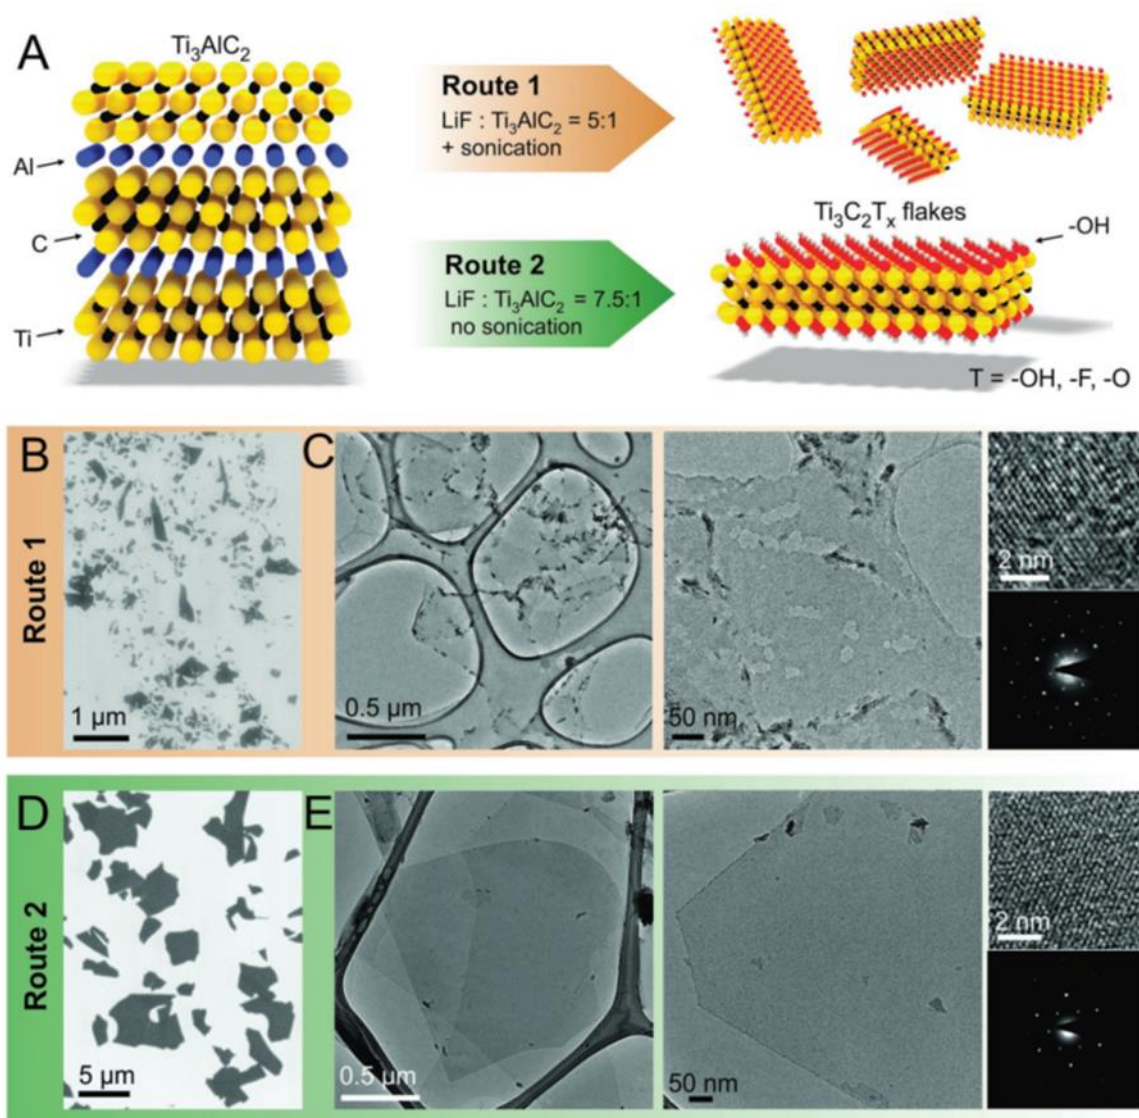 A
Ti₃AlC₂
Al
C
Ti
Route 1
LiF : Ti₃AlC₂ = 5:1
+ sonication
Route 2
LiF : Ti₃AlC₂ = 7.5:1
no sonication
Ti₃C₂Tₓ flakes
-OH
T = -OH, -F, -O
Route 1
B
1 µm
C
0.5 µm
50 nm
2 nm
Route 2
D
5 µm
E
0.5 µm
50 nm
2 nm